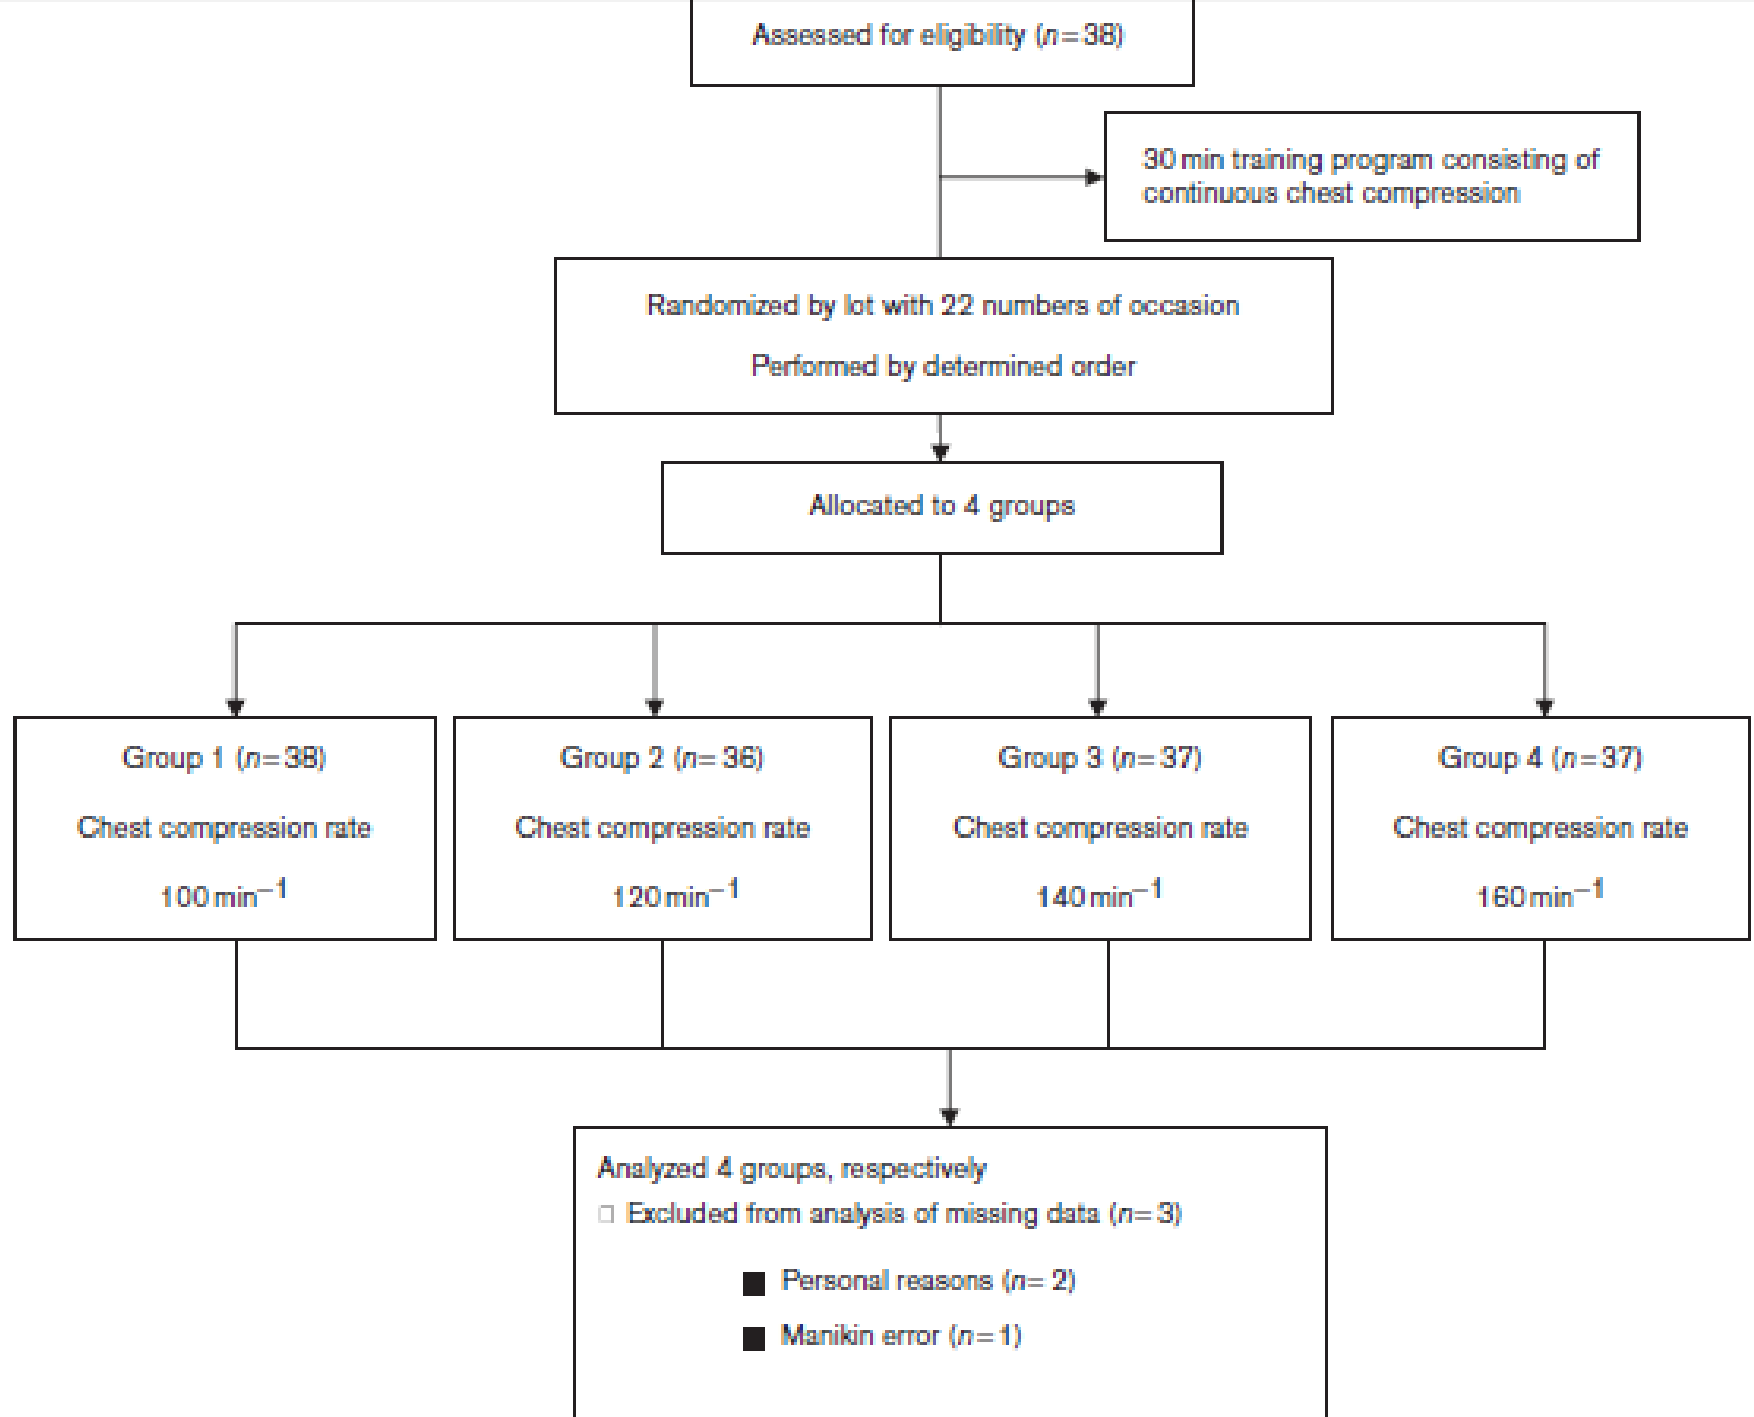 Assessed for eligibility (n=38)
30 min training program consisting of
continuous chest compression
Randomized by lot with 22 numbers of occasion
Performed by determined order
Allocated to 4 groups
Group 1 (n=38)
Chest compression rate
100 min⁻¹
Group 2 (n=36)
Chest compression rate
120 min⁻¹
Group 3 (n=37)
Chest compression rate
140 min⁻¹
Group 4 (n=37)
Chest compression rate
160 min⁻¹
Analyzed 4 groups, respectively
Excluded from analysis of missing data (n=3)
Personal reasons (n=2)
Manikin error (n=1)